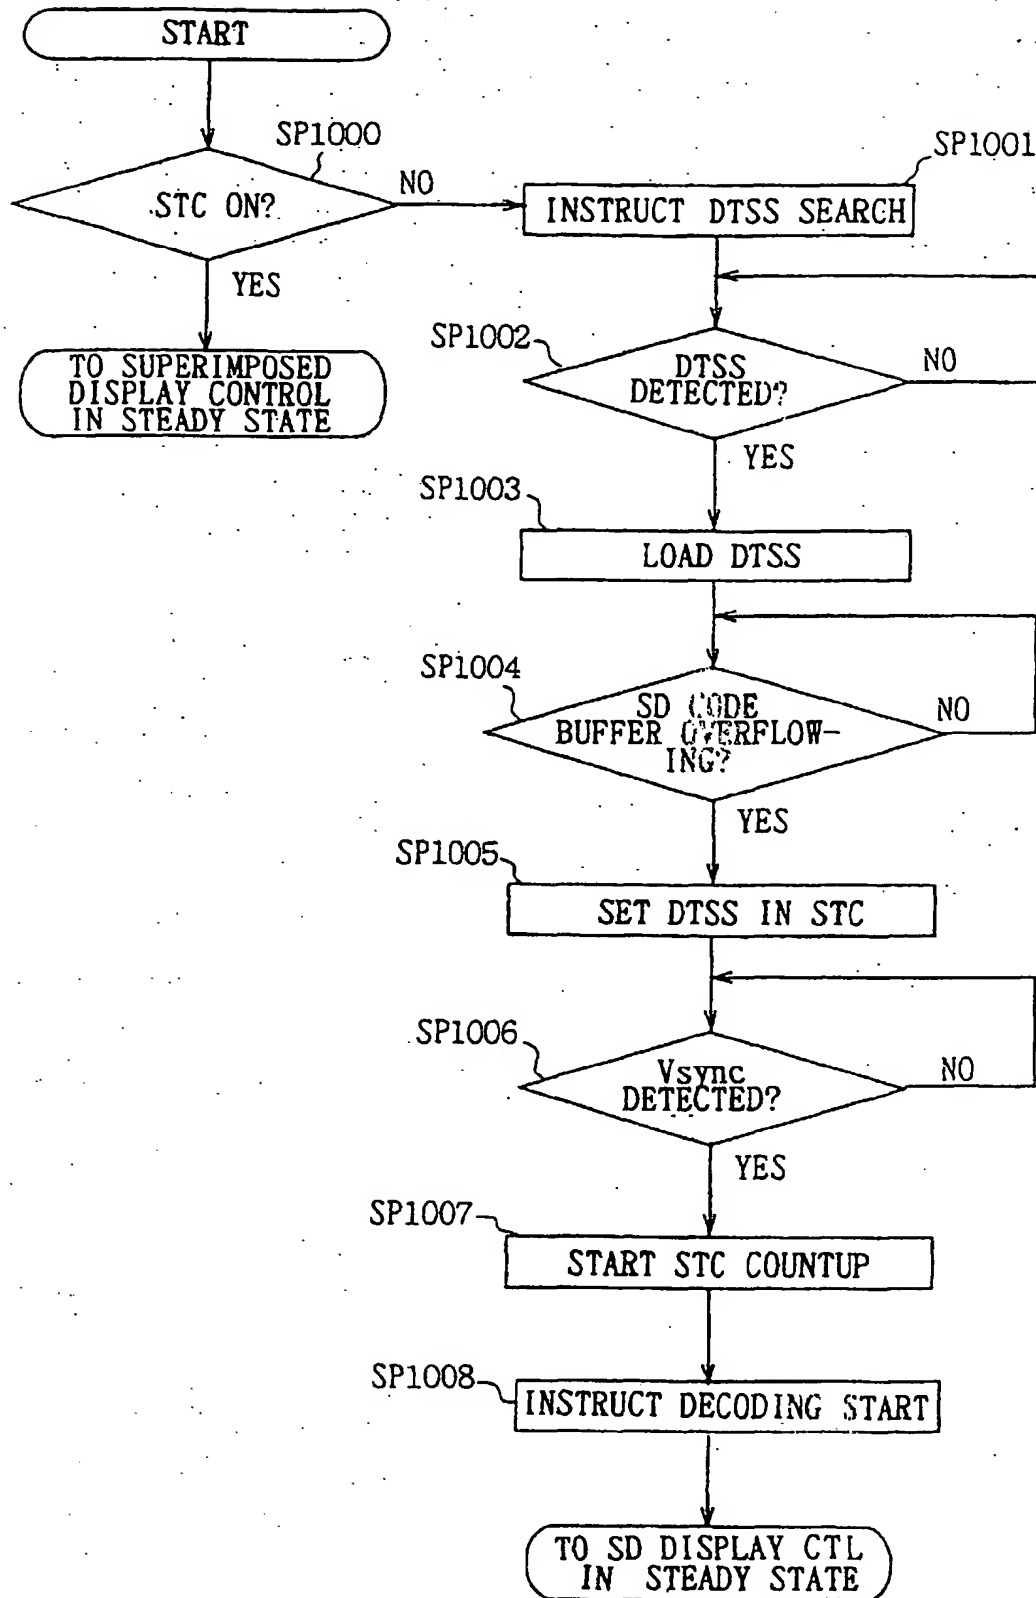 START
SP1000
STC ON?
NO
YES
TO SUPERIMPOSED
DISPLAY CONTROL
IN STEADY STATE
SP1001
INSTRUCT DTSS SEARCH
SP1002
DTSS
DETECTED?
NO
YES
SP1003
LOAD DTSS
SP1004
SD CODE
BUFFER OVERFLOW-
ING?
NO
YES
SP1005
SET DTSS IN STC
SP1006
Vsync
DETECTED?
NO
YES
SP1007
START STC COUNTUP
SP1008
INSTRUCT DECODING START
TO SD DISPLAY CTL
IN STEADY STATE